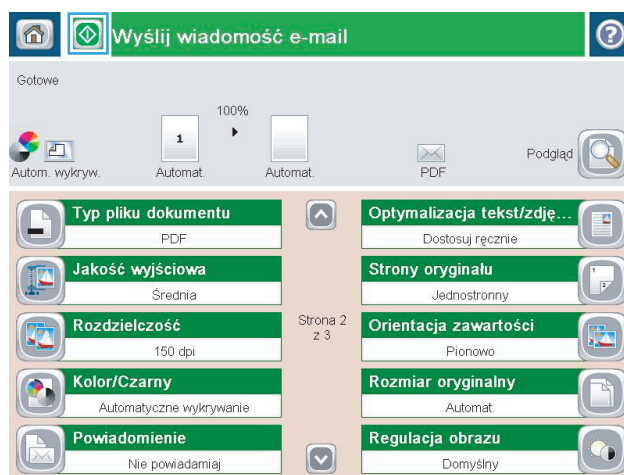 Wyślij wiadomość e-mail
?
Gotowe
100%
1
Autom. wykryw.
Automat.
Automat.
PDF
Podgląd
Typ pliku dokumentu
PDF
Optymalizacja tekst/zdję...
Dostosuj ręcznie
Jakość wyjściowa
Średnia
Strony oryginału
Jednostronny
1
2
Rozdzielczość
150 dpi
Strona 2
z 3
Orientacja zawartości
Pionowo
Kolor/Czarny
Automatyczne wykrywanie
Rozmiar oryginalny
Automat.
Powiadomienie
Nie powiadamiaj
Regulacja obrazu
Domyślny